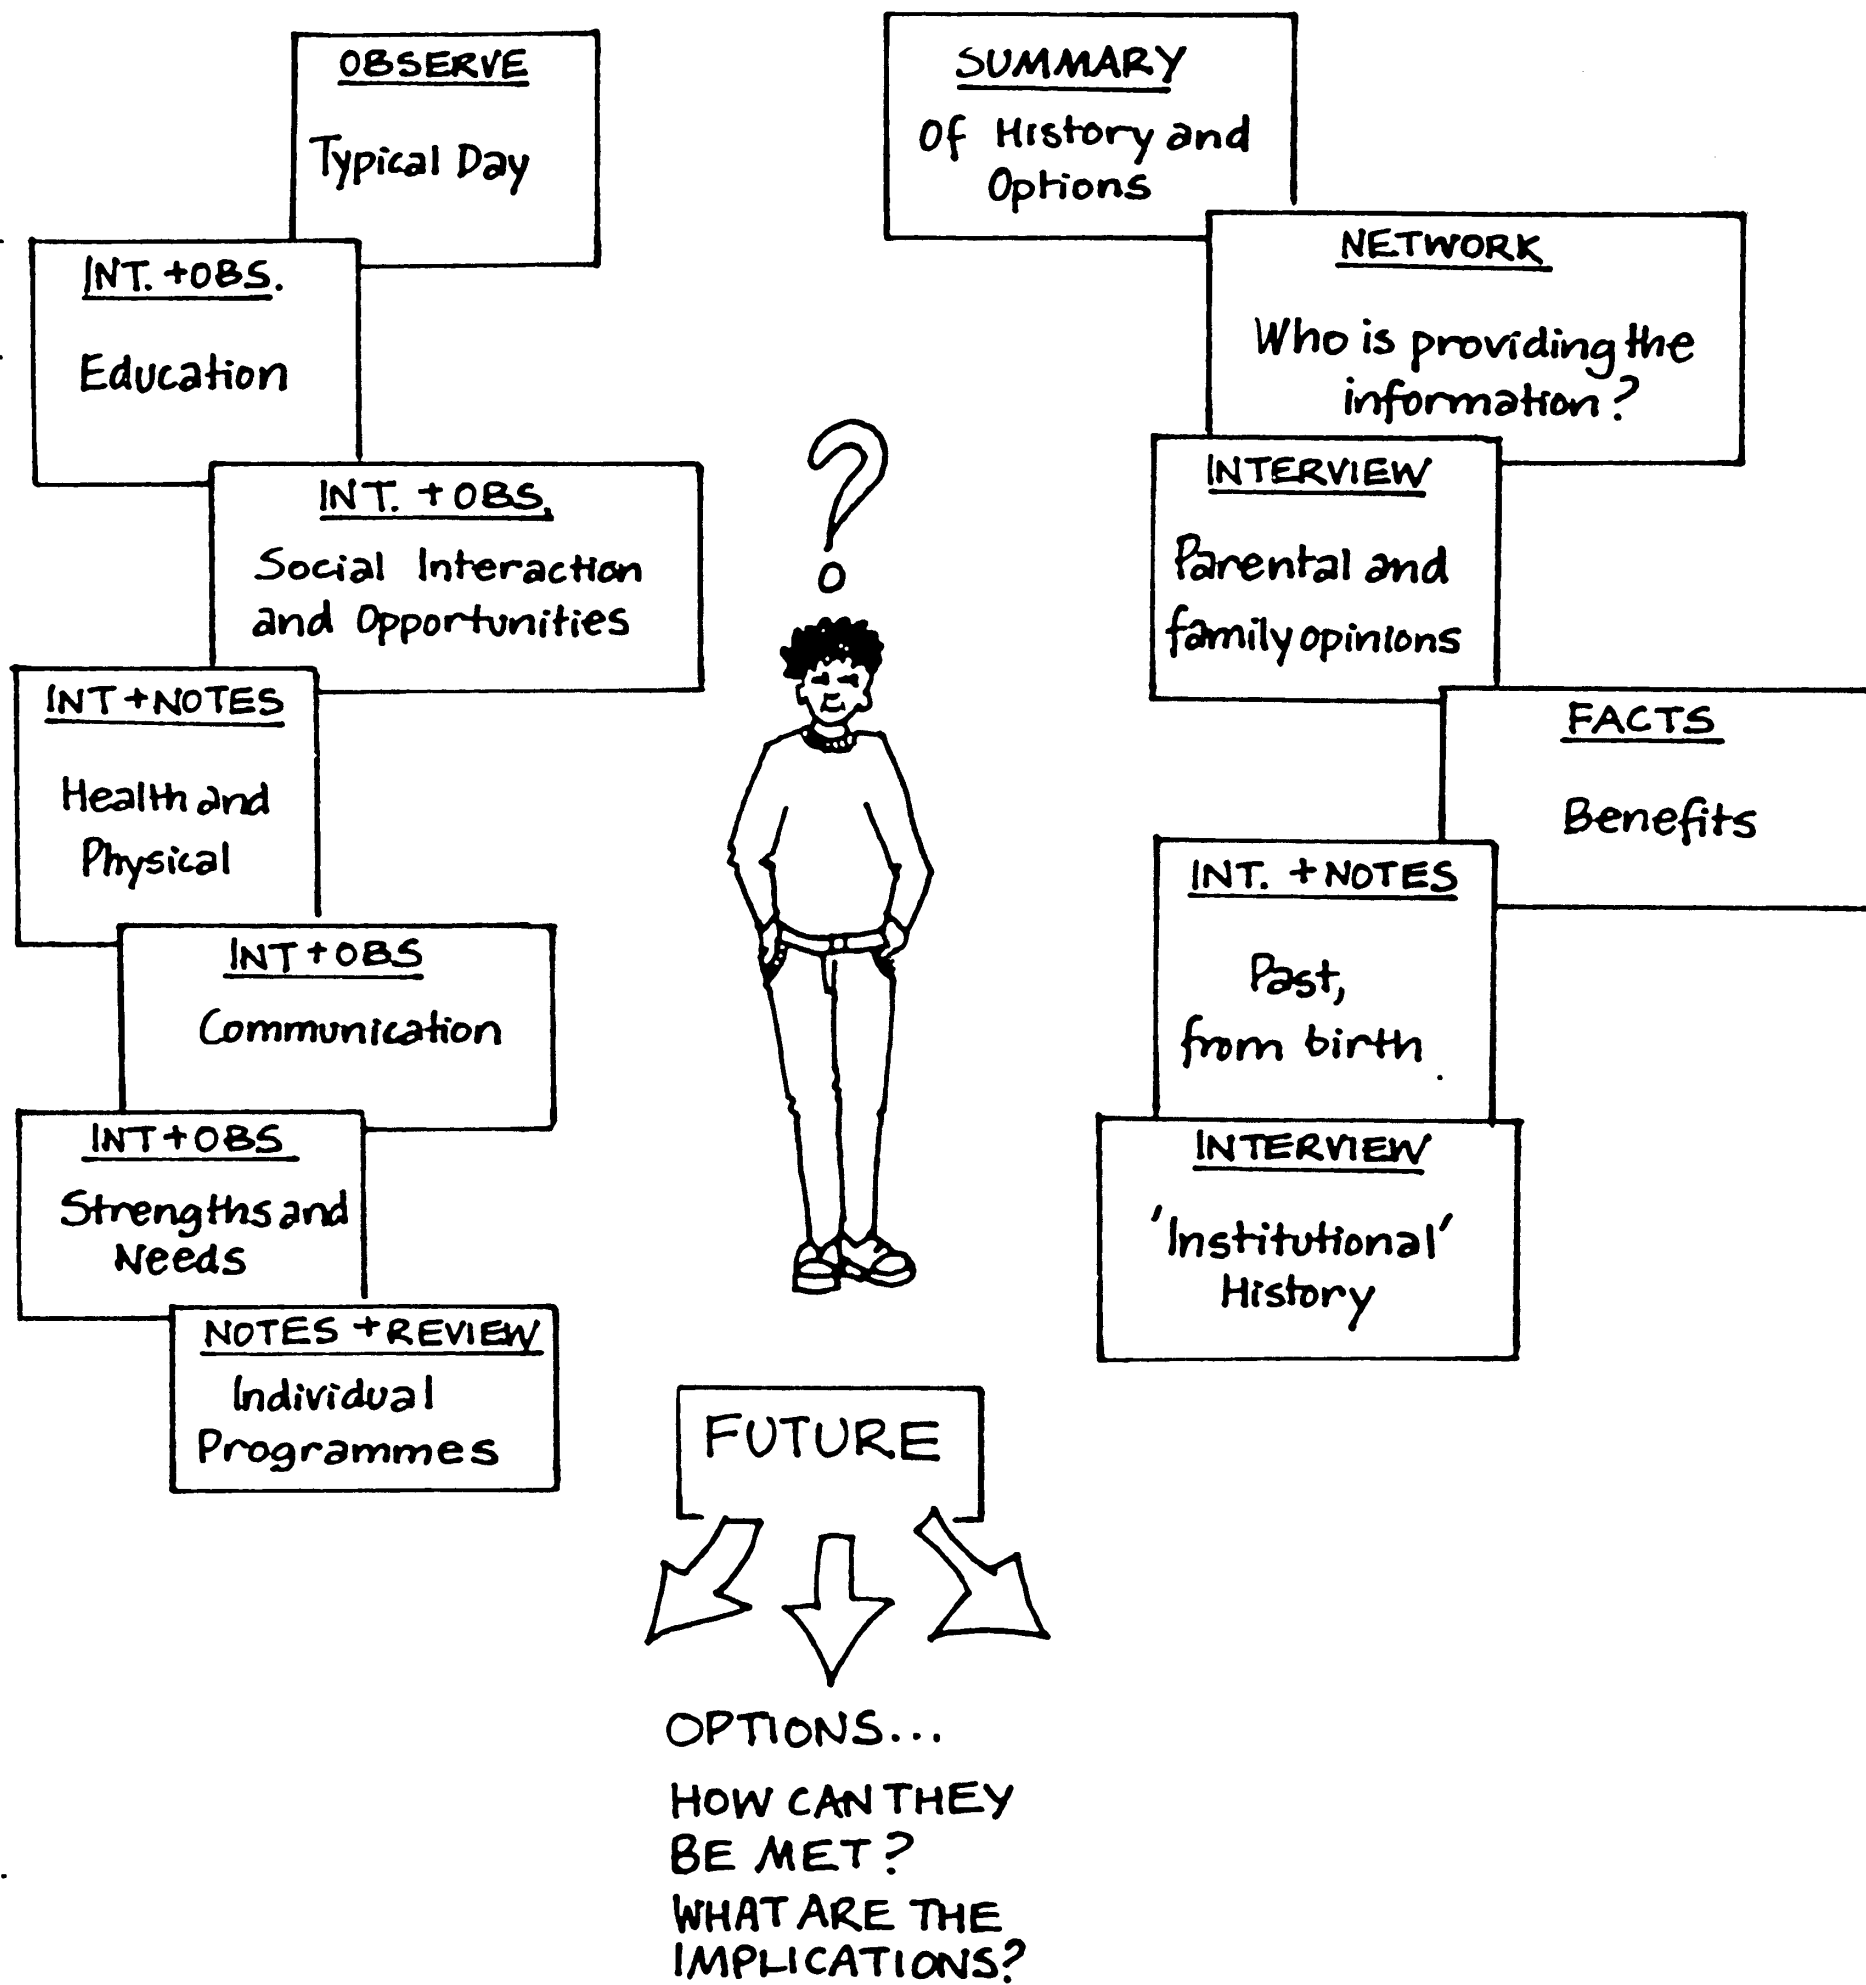 OBSERVE
Typical Day
INT. +OBS.
Education
INT. + OBS.
Social Interaction
and Opportunities
INT +NOTES
Health and
Physical
INT + OBS
Communication
INT + OBS
Strengths and
Needs
NOTES + REVIEW
Individual
Programmes
SUMMARY
Of History and
Options
NETWORK
Who is providing the
information?
INTERVIEW
Parental and
family opinions
FACTS
Benefits
INT. + NOTES
Past,
from birth
INTERVIEW
'Institutional'
History
?
FUTURE
OPTIONS...
HOW CAN THEY
BE MET?
WHAT ARE THE
IMPLICATIONS?